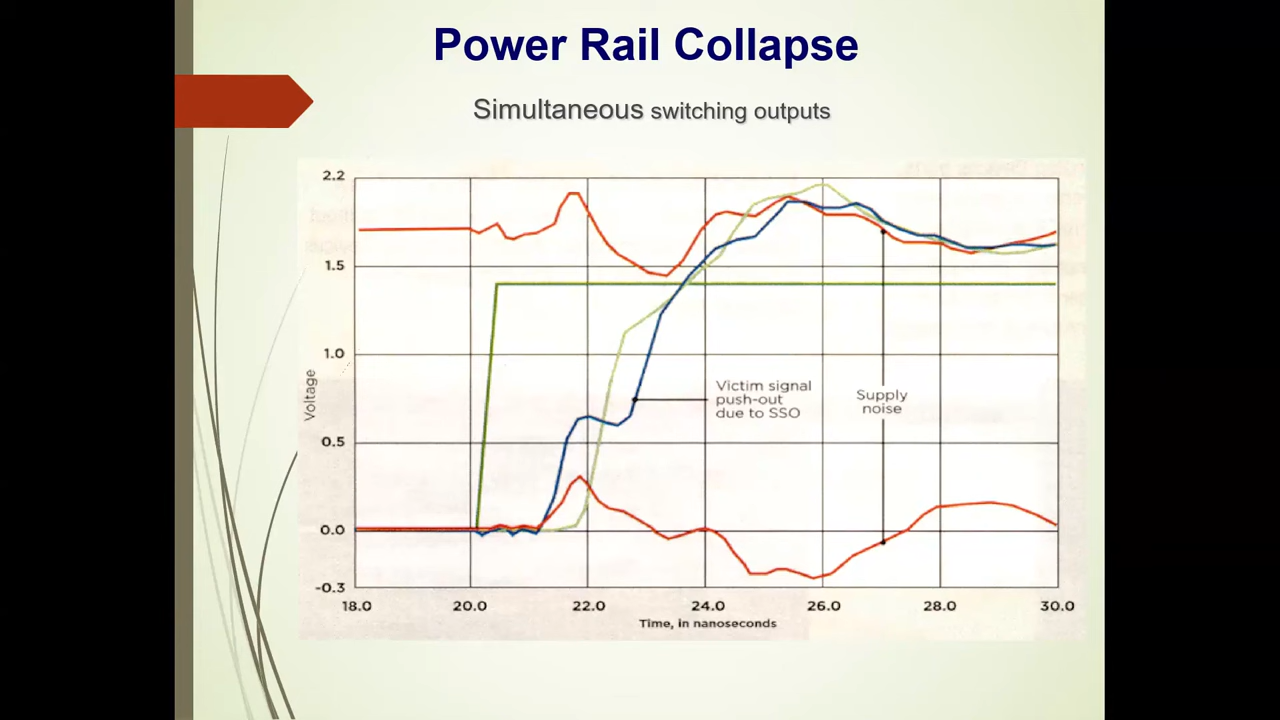 Power Rail Collapse
Simultaneous switching outputs
2.2
1.5
1.0
0.5
0.0
-0.3
Voltage
Victim signal
push-out
due to SSO
Supply
noise
18.0 20.0 22.0 24.0 26.0 28.0 30.0
Time, in nanoseconds